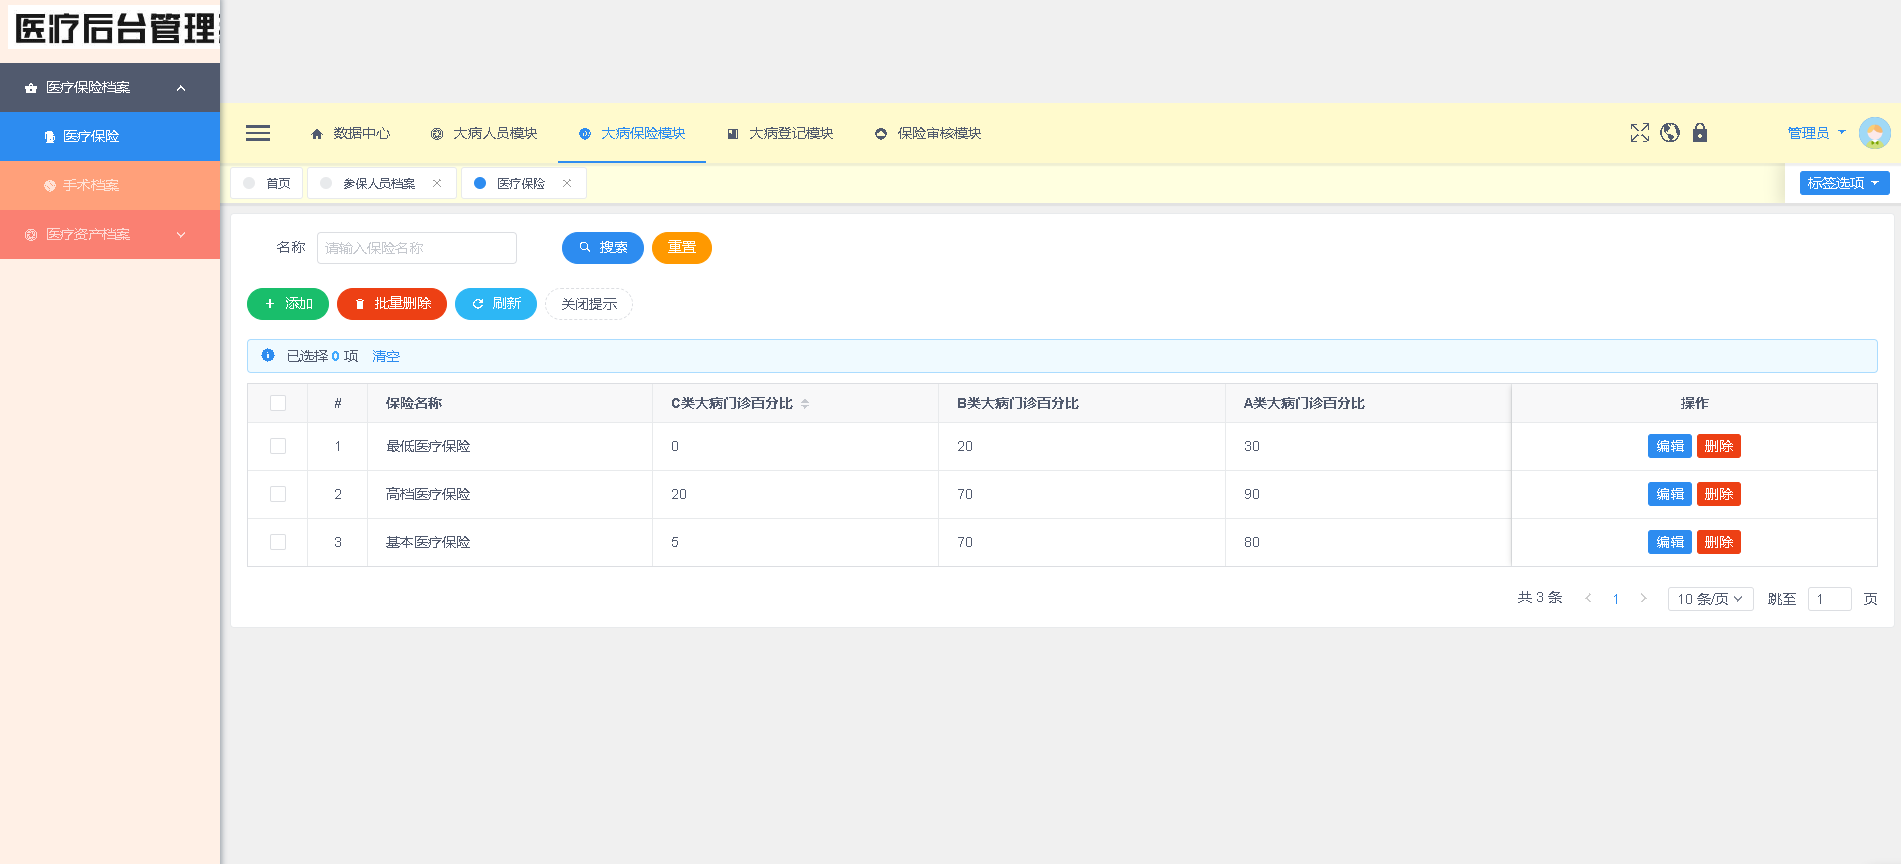 医疗后台管理
医疗保险档案
医疗保险
手术档案
医疗资产档案
数据中心 大病人员模块 大病保险模块 大病登记模块 保险审核模块 管理员
首页 参保人员档案 医疗保险 标签选项
名称 请输入保险名称 搜索 重置
添加 批量删除 刷新 关闭提示
已选择 0 项 清空
# 保险名称 C类大病门诊百分比 B类大病门诊百分比 A类大病门诊百分比 操作
1 最低医疗保险 0 20 30 编辑 删除
2 高档医疗保险 20 70 90 编辑 删除
3 基本医疗保险 5 70 80 编辑 删除
共 3 条 1 10 条/页 跳至 1 页